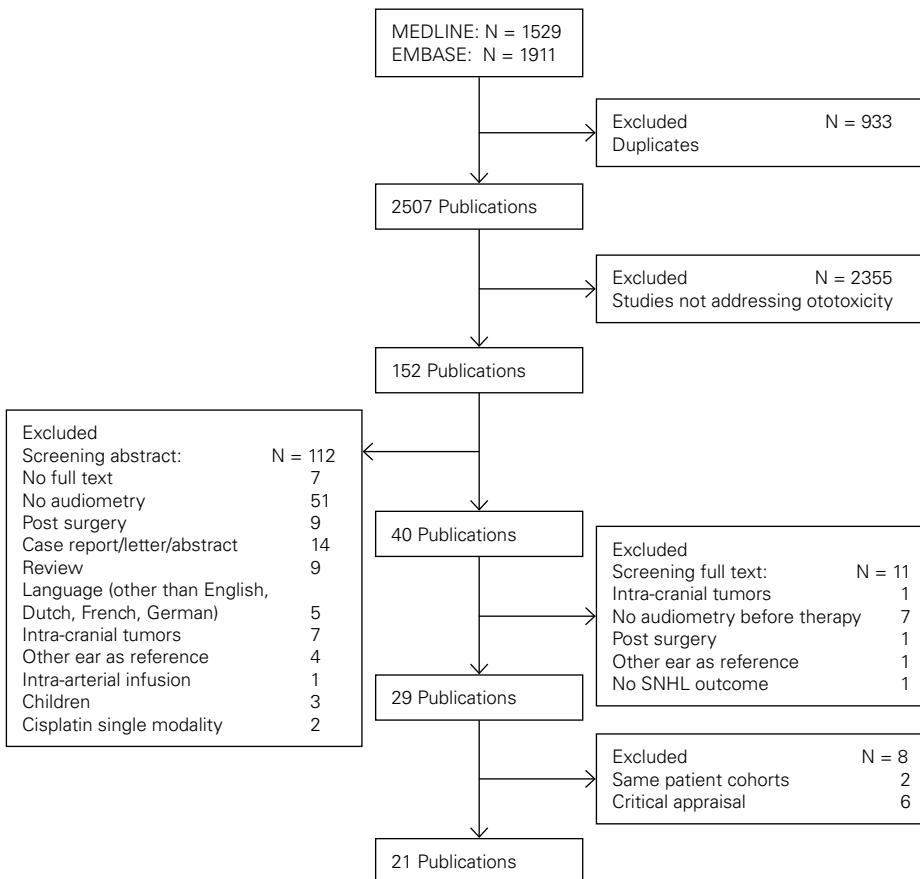 MEDLINE: N = 1529
EMBASE: N = 1911
Excluded N = 933
Duplicates
2507 Publications
Excluded N = 2355
Studies not addressing ototoxicity
152 Publications
Excluded
Screening abstract: N = 112
No full text 7
No audiometry 51
Post surgery 9
Case report/letter/abstract 14
Review 9
Language (other than English,
Dutch, French, German) 5
Intra-cranial tumors 7
Other ear as reference 4
Intra-arterial infusion 1
Children 3
Cisplatin single modality 2
40 Publications
Excluded
Screening full text: N = 11
Intra-cranial tumors 1
No audiometry before therapy 7
Post surgery 1
Other ear as reference 1
No SNHL outcome 1
29 Publications
Excluded N = 8
Same patient cohorts 2
Critical appraisal 6
21 Publications